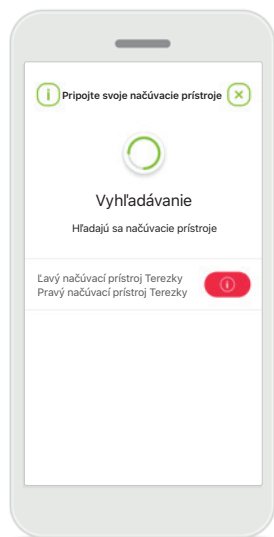 Pripojte svoje načúvacie prístroje
Vyhľadávanie
Hľadajú sa načúvacie prístroje
Ľavý načúvací prístroj Terezky
Pravý načúvací prístroj Terezky